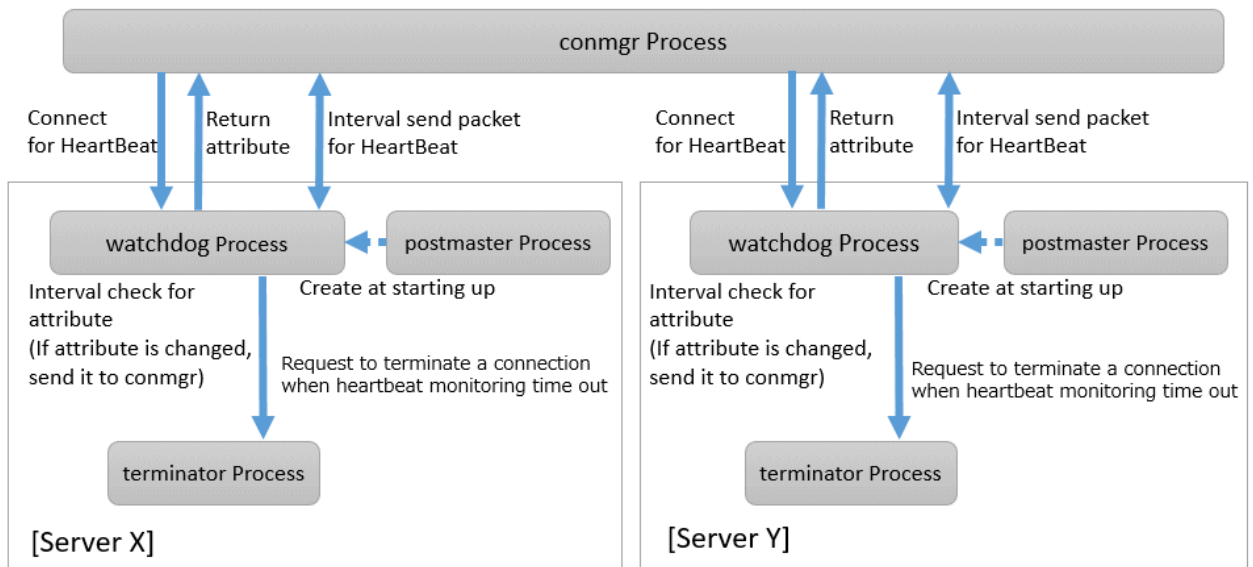 conmgr Process
Connect
for HeartBeat
Return
attribute
Interval send packet
for HeartBeat
Connect
for HeartBeat
Return
attribute
Interval send packet
for HeartBeat
watchdog Process
postmaster Process
Create at starting up
Interval check for
attribute
(If attribute is changed,
send it to conmgr)
Request to terminate a connection
when heartbeat monitoring time out
terminator Process
[Server X]
watchdog Process
postmaster Process
Create at starting up
Interval check for
attribute
(If attribute is changed,
send it to conmgr)
Request to terminate a connection
when heartbeat monitoring time out
terminator Process
[Server Y]